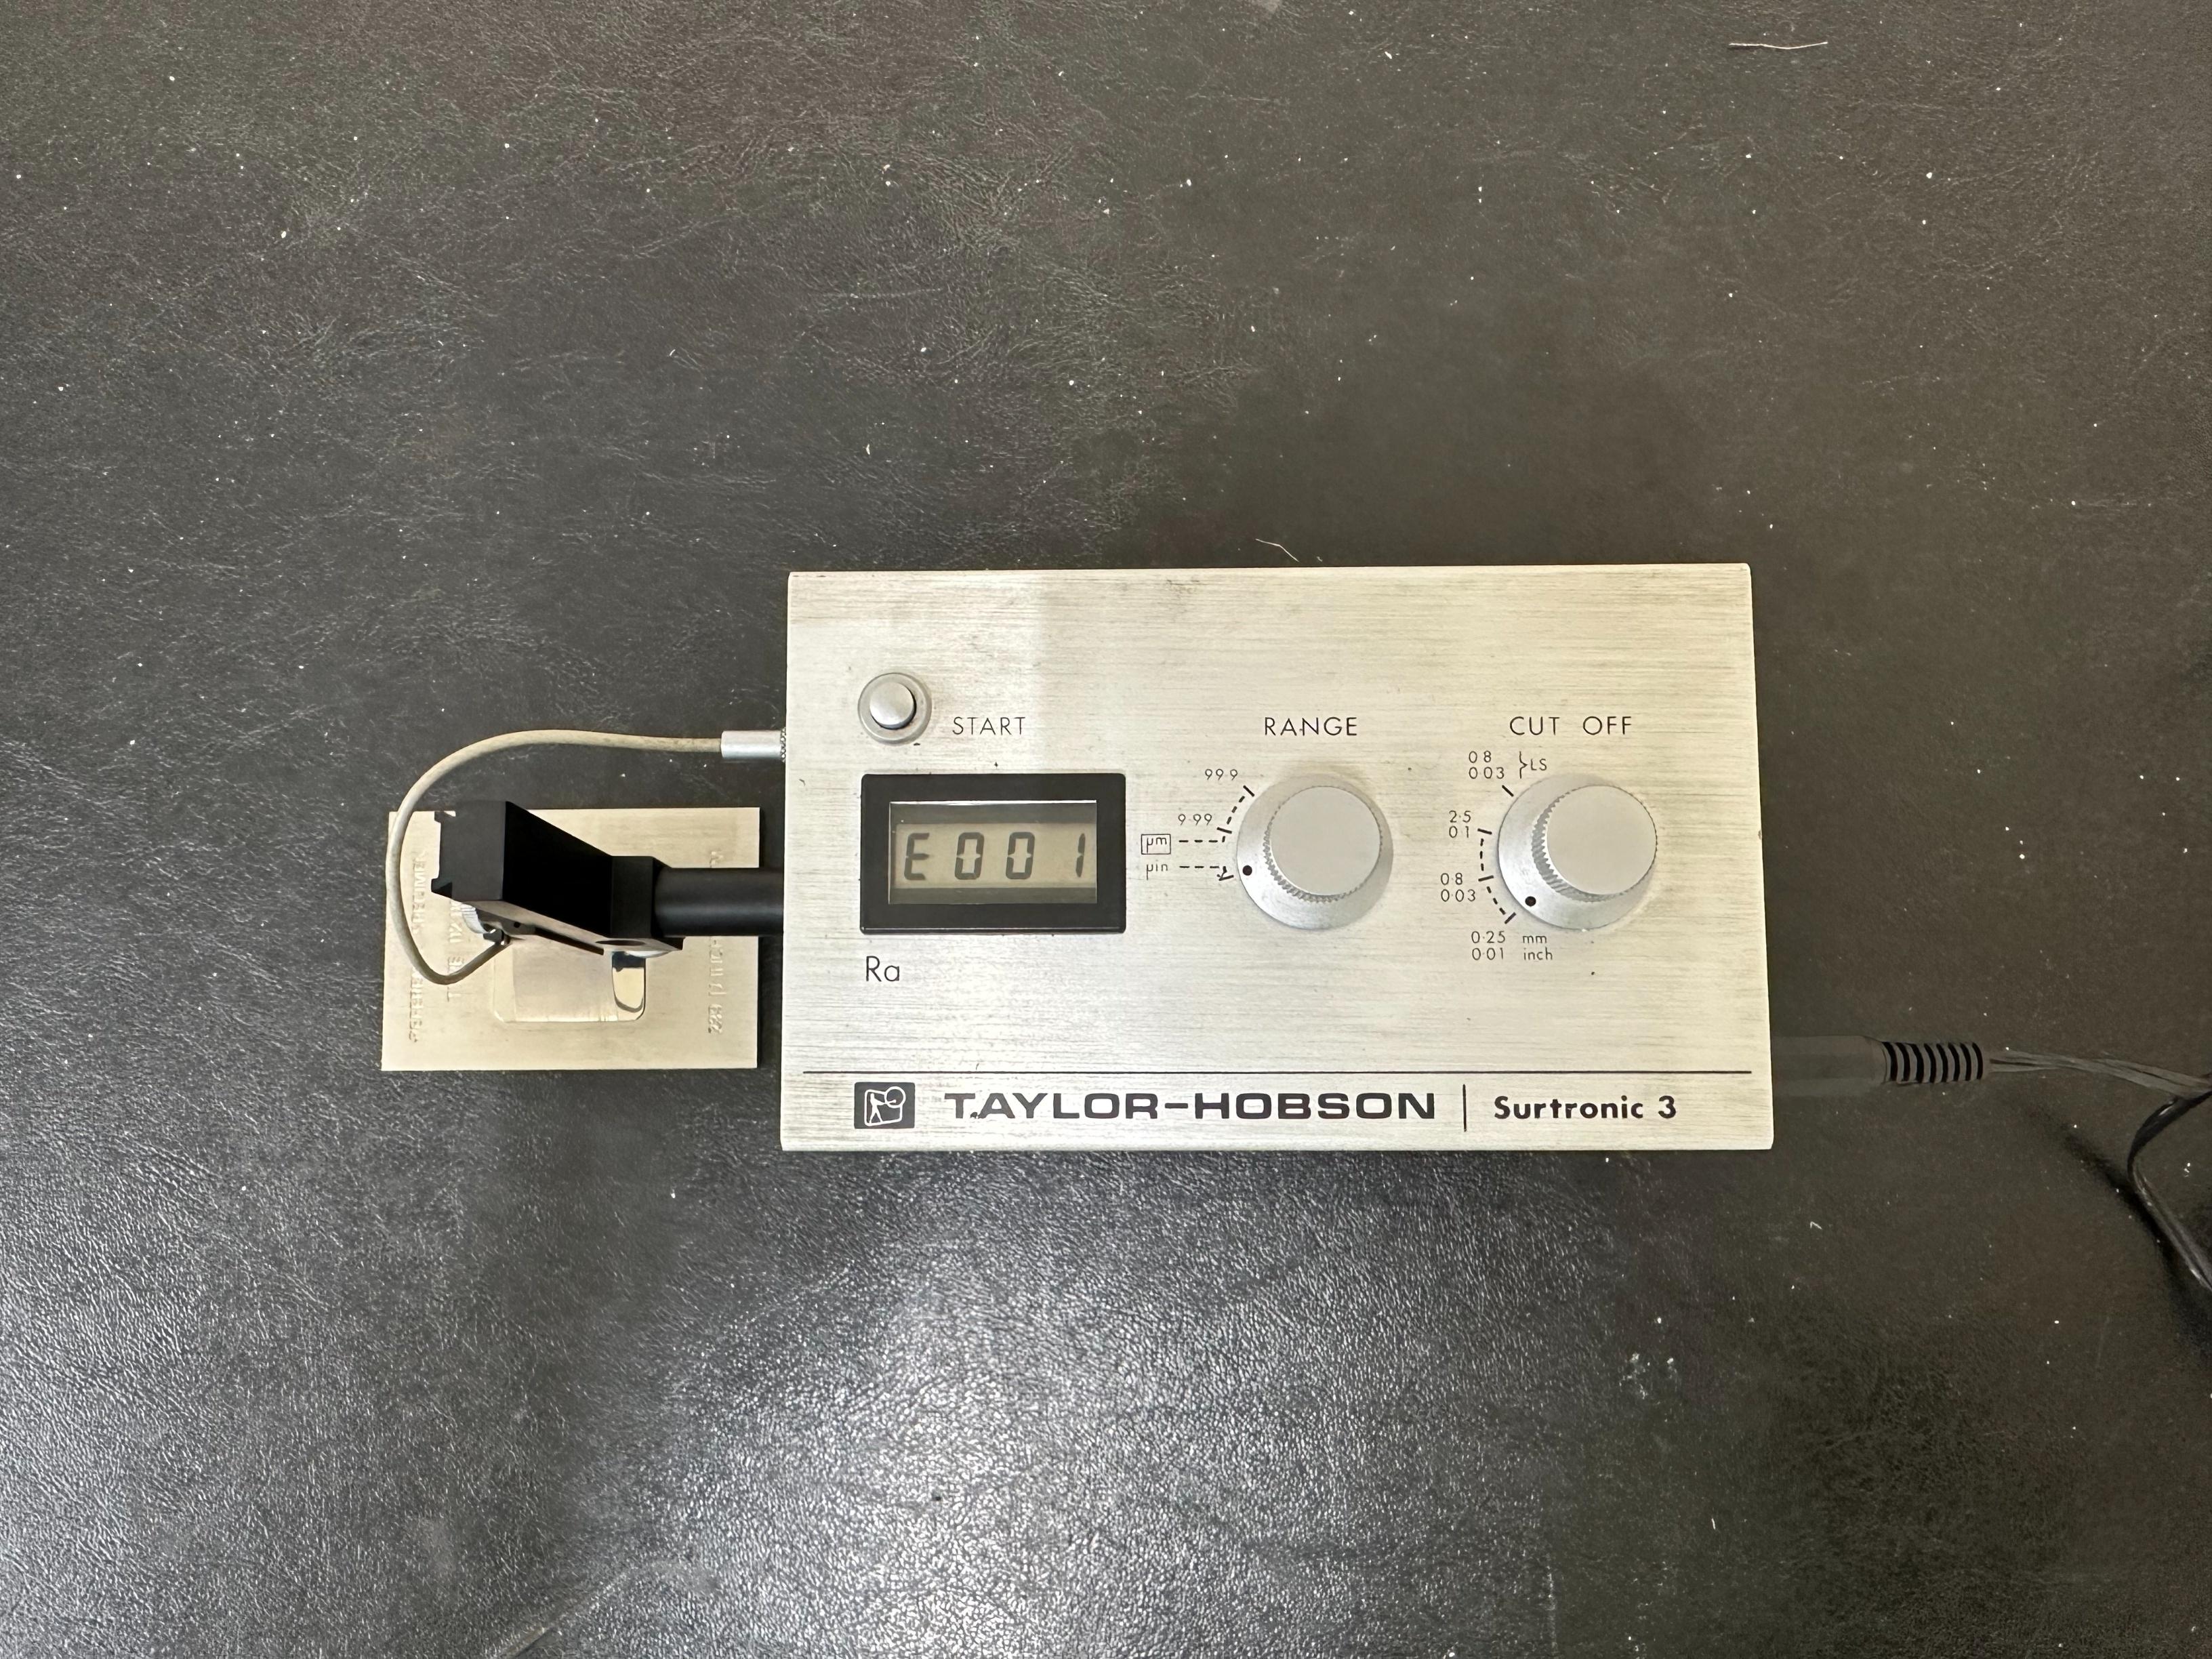 START
RANGE
CUT OFF
99.9
9.99
µm
µin
0.8
0.03
LS
2.5
0.1
0.8
0.03
0.25 mm
0.01 inch
E001
Ra
TAYLOR-HOBSON
Surtronic 3